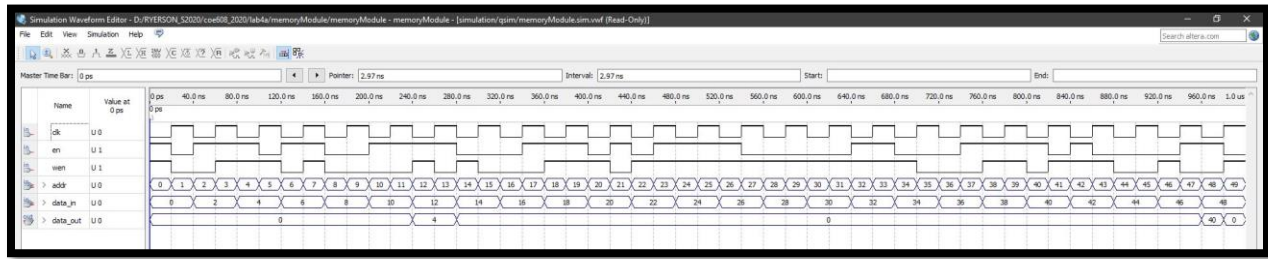 Simulation Waveform Editor - D:/RYERSON_S2020/coe608_2020/lab4a/memoryModule/memoryModule - memoryModule - [simulation/qsim/memoryModule.sim.vwf (Read-Only)]
File Edit View Simulation Help
Search altera.com
Master Time Bar: 0 ps Pointer: 2.97 ns Interval: 2.97 ns Start: End:
Name Value at 0 ps
0 ps 40.0 ns 80.0 ns 120.0 ns 160.0 ns 200.0 ns 240.0 ns 280.0 ns 320.0 ns 360.0 ns 400.0 ns 440.0 ns 480.0 ns 520.0 ns 560.0 ns 600.0 ns 640.0 ns 680.0 ns 720.0 ns 760.0 ns 800.0 ns 840.0 ns 880.0 ns 920.0 ns 960.0 ns 1.0 us
0 ps
clk U 0
en U 1
wen U 1
addr U 0 0 1 2 3 4 5 6 7 8 9 10 11 12 13 14 15 16 17 18 19 20 21 22 23 24 25 26 27 28 29 30 31 32 33 34 35 36 37 38 39 40 41 42 43 44 45 46 47 48 49
data_in U 0 0 2 4 6 8 10 12 14 16 18 20 22 24 26 28 30 32 34 36 38 40 42 44 46 48
data_out U 0 0 4 0 40 0